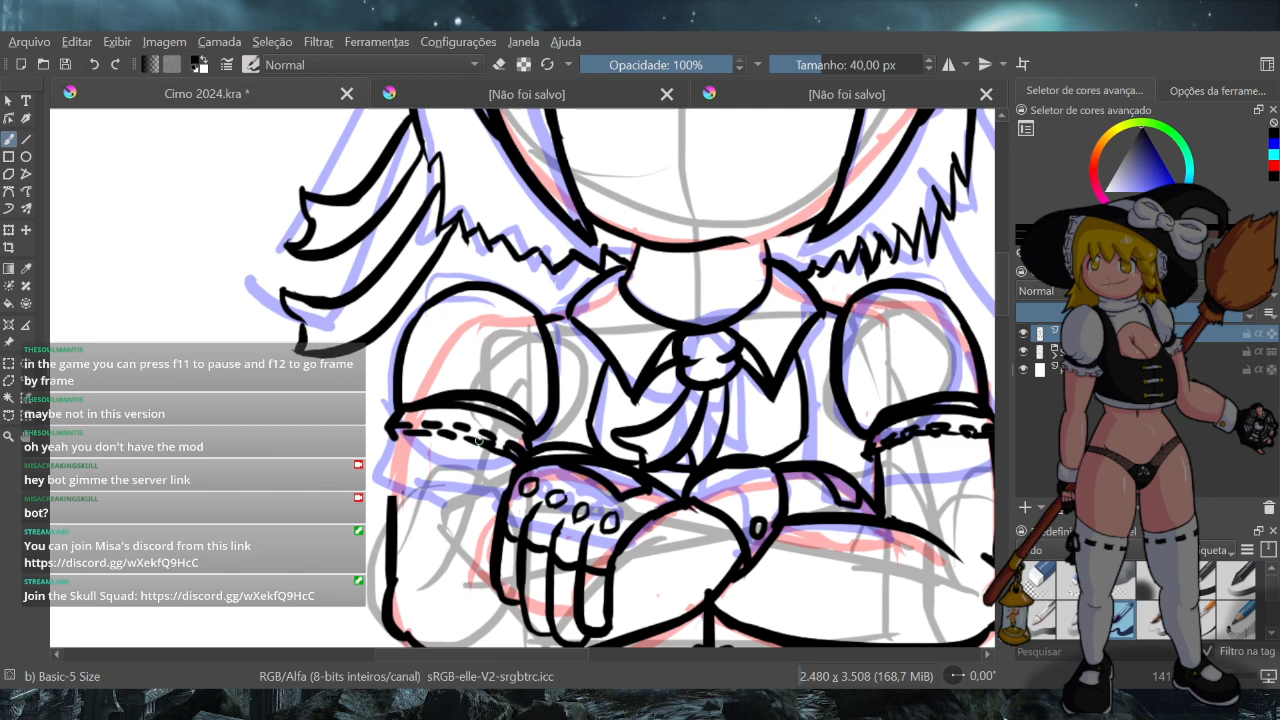 Arquivo Editar Exibir Imagem Camada Seleção Filtrar Ferramentas Configurações Janela Ajuda
Normal Opacidade: 100% Tamanho: 40,00 px
Cirno 2024.kra * [Não foi salvo] [Não foi salvo]
Seletor de cores avança... Opções da ferrame...
Seletor de cores avançado
Normal
THESOULMANTIS
in the game you can press f11 to pause and f12 to go frame
by frame
THESOULMANTIS
maybe not in this version
THESOULMANTIS
oh yeah you don't have the mod
MISACREAKINGSKULL
hey bot gimme the server link
MISACREAKINGSKULL
bot?
You can join Misa's discord from this link
https://discord.gg/wXekfQ9HcC
Join the Skull Squad: https://discord.gg/wXekfQ9HcC
Pesquisar Filtro na tag
b) Basic-5 Size RGB/Alfa (8-bits inteiros/canal) sRGB-elle-V2-srgbtrc.icc 2.480 x 3.508 (168,7 MiB) 0,00°